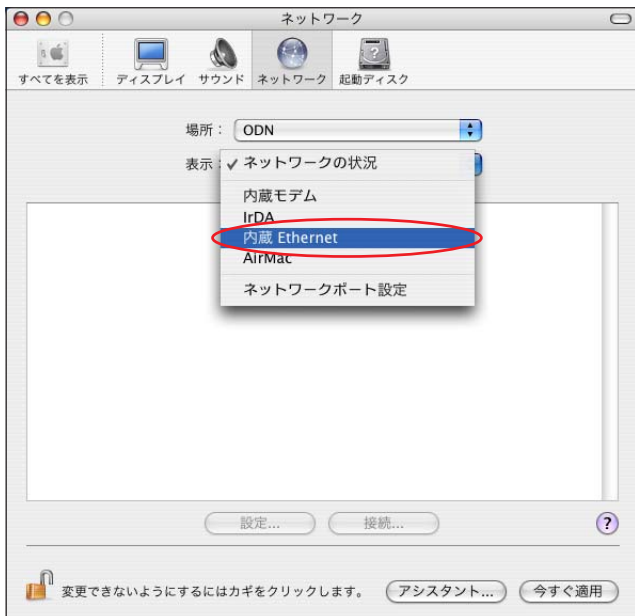 ネットワーク
すべてを表示 ディスプレイ サウンド ネットワーク 起動ディスク
場所： ODN
表示： ✓ ネットワークの状況
内蔵モデム
IrDA
内蔵 Ethernet
AirMac
ネットワークポート設定
設定... 接続... ?
変更できないようにするにはカギをクリックします。 アシスタント... 今すぐ適用